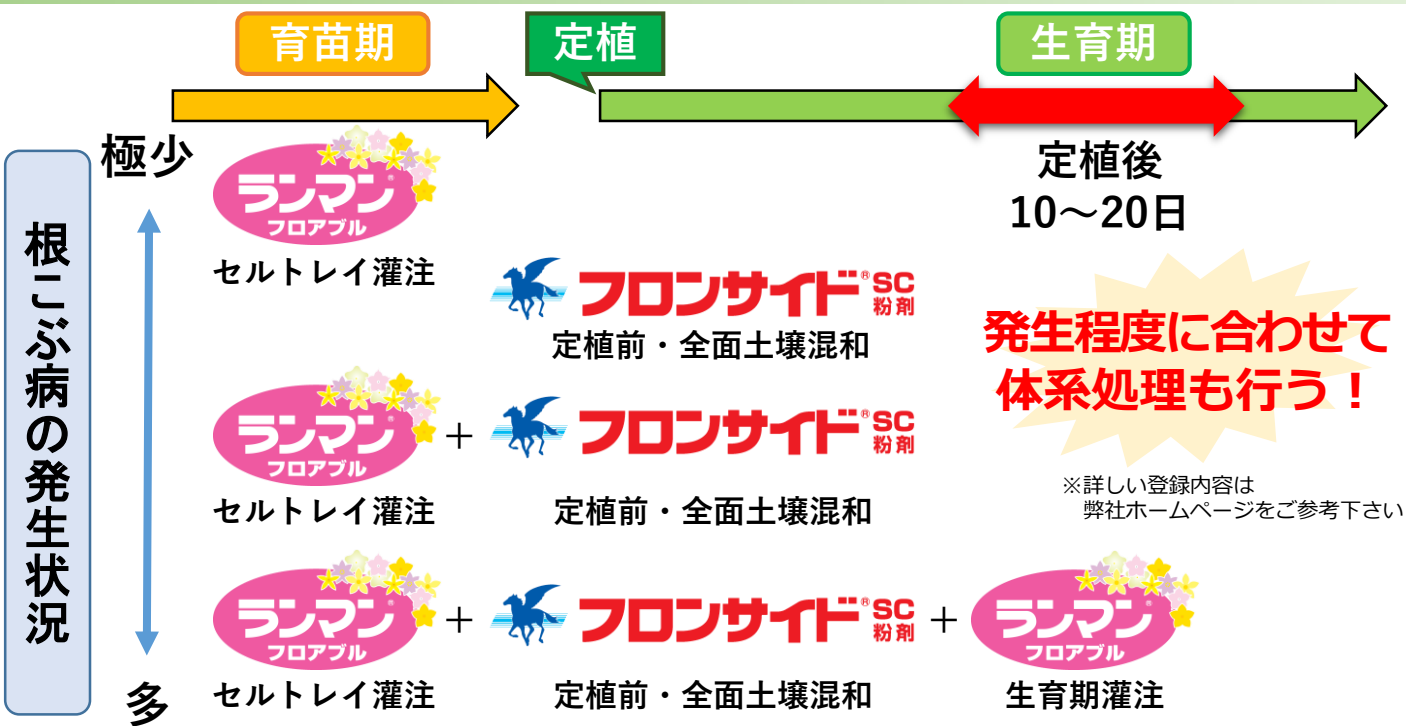 育苗期
定植
生育期
定植後
10～20日
根こぶ病の発生状況
極少
ランマン
フロアブル
セルトレイ灌注
フロンサイド®SC
粉剤
定植前・全面土壌混和
発生程度に合わせて
体系処理も行う！
ランマン
フロアブル
セルトレイ灌注
+
フロンサイド®SC
粉剤
定植前・全面土壌混和
※詳しい登録内容は
弊社ホームページをご参考下さい
ランマン
フロアブル
セルトレイ灌注
+
フロンサイド®SC
粉剤
定植前・全面土壌混和
+
ランマン
フロアブル
生育期灌注
多